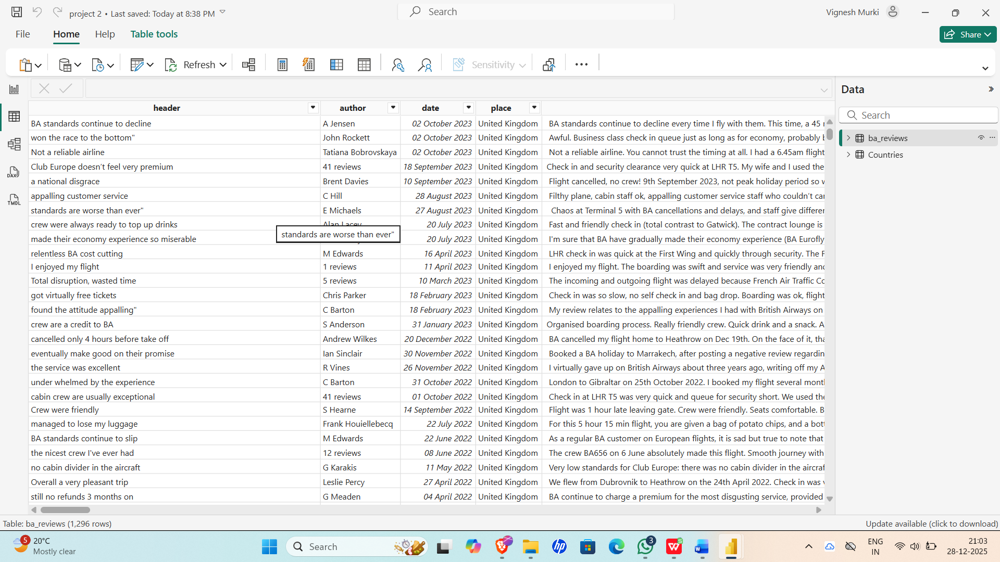 project 2 • Last saved: Today at 8:38 PM
Search
Vignesh Murki
File Home Help Table tools
Share
Refresh
Sensitivity
header author date place
BA standards continue to decline A Jensen 02 October 2023 United Kingdom BA standards continue to decline every time I fly with them. This time, a 45
won the race to the bottom" John Rockett 02 October 2023 United Kingdom Awful. Business class check in queue just as long as for economy, probably
Not a reliable airline Tatiana Bobrovskaya 02 October 2023 United Kingdom Not a reliable airline. You cannot trust the timing at all. I had a 6.45am flight
Club Europe doesn’t feel very premium 41 reviews 18 September 2023 United Kingdom Check in and security clearance very quick at LHR T5. My wife and I used the
a national disgrace Brent Davies 10 September 2023 United Kingdom Flight cancelled, no crew! 9th September 2023, not peak holiday period so
appalling customer service C Hill 28 August 2023 United Kingdom Filthy plane, cabin staff ok, appalling customer service staff who couldn’t
standards are worse than ever" E Michaels 27 August 2023 United Kingdom Chaos at Terminal 5 with BA cancellations and delays, and staff give
crew were always ready to top up drinks Alan Lacey 20 July 2023 United Kingdom Fast and friendly check in (total contrast to Gatwick). The contract lounge is
standards are worse than ever"
made their economy experience so miserable 20 July 2023 United Kingdom I'm sure that BA have gradually made their economy experience (BA Eurofly
relentless BA cost cutting M Edwards 16 April 2023 United Kingdom LHR check in was quick at the First Wing and quickly through security. The
I enjoyed my flight 1 reviews 11 April 2023 United Kingdom I enjoyed my flight. The boarding was swift and service was very friendly
Total disruption, wasted time 5 reviews 10 March 2023 United Kingdom The incoming and outgoing flight was delayed because French Air Traffic
got virtually free tickets Chris Parker 18 February 2023 United Kingdom Check in was so slow, no self check in and bag drop. Boarding was ok, flight
found the attitude appalling" C Barton 18 February 2023 United Kingdom My review relates to the appalling experiences I had with British Airways on
crew are a credit to BA S Anderson 31 January 2023 United Kingdom Organised boarding process. Really friendly crew. Quick drink and a snack. A
cancelled only 4 hours before take off Andrew Wilkes 20 December 2022 United Kingdom BA cancelled my flight home to Heathrow on Dec 19th. On the face of it,
eventually make good on their promise Ian Sinclair 30 November 2022 United Kingdom Booked a BA holiday to Marrakech, after posting a negative review regardin
the service was excellent R Vines 26 November 2022 United Kingdom I virtually gave up on British Airways about three years ago, writing off my A
under whelmed by the experience C Barton 31 October 2022 United Kingdom London to Gibraltar on 25th October 2022. I booked my flight several
cabin crew are usually exceptional 41 reviews 01 October 2022 United Kingdom Check in at LHR T5 was very quick and queue for security short. We used the
Crew were friendly S Hearne 14 September 2022 United Kingdom Flight was 1 hour late leaving gate. Crew were friendly. Seats comfortable. B
managed to lose my luggage Frank Houiellebecq 22 July 2022 United Kingdom For this 5 hour 15 min flight, you are given a bag of potato chips, and a
BA standards continue to slip M Edwards 22 June 2022 United Kingdom As a regular BA customer on European flights, it is sad but true to note that
the nicest crew I've ever had 12 reviews 08 June 2022 United Kingdom The crew BA656 on 6 June absolutely made this flight. Smooth journey with
no cabin divider in the aircraft G Karakis 11 May 2022 United Kingdom Very low standards for Club Europe: there was no cabin divider in the
Overall a very pleasant trip Leslie Percy 27 April 2022 United Kingdom We flew from Dubrovnik to Heathrow on the 24th April 2022. Check in was
still no refunds 3 months on G Meaden 04 April 2022 United Kingdom BA continue to charge a premium for the most disgusting service, provided
Data
Search
ba_reviews
Countries
DAX
TMDL
Table: ba_reviews (1,296 rows)
Update available (click to download)
5
20°C
Mostly clear
Search
hp
3
ENG
IN
21:03
28-12-2025